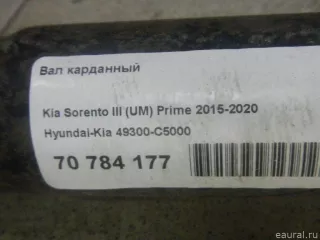 Вал карданный
Kia Sorento III (UM) Prime 2015-2020
Hyundai-Kia 49300-C5000
70 784 177
eaural.ru